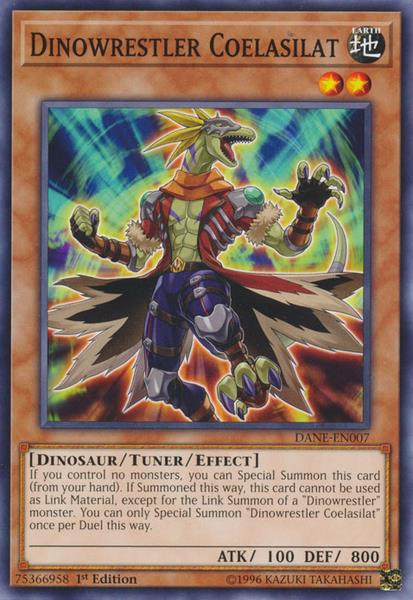 DINOWRESTLER COELASILAT
EARTH
地
DANE-EN007
[DINOSAUR/TUNER/EFFECT]
If you control no monsters, you can Special Summon this card
(from your hand). If Summoned this way, this card cannot be used
as Link Material, except for the Link Summon of a "Dinowrestler"
monster. You can only Special Summon "Dinowrestler Coelasilat"
once per Duel this way.
ATK/ 100 DEF/ 800
75366958 1st Edition ©1996 KAZUKI TAKAHASHI